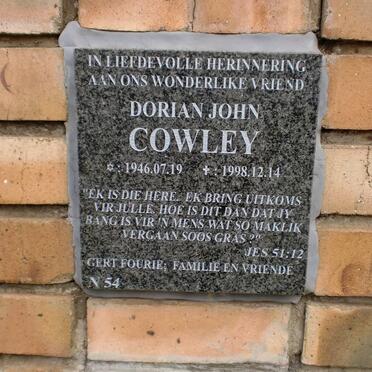 IN LIEFDEVOLLE HERINNERING
AAN ONS WONDERLIKE VRIEND
DORIAN JOHN
COWLEY
✡: 1946.07.19 ✝: 1998.12.14
"EK IS DIE HERE. EK BRING UITKOMS
VIR JULLE. HOE IS DIT DAN DAT JY
BANG IS VIR 'N MENS WAT SO MAKLIK
VERGAAN SOOS GRAS ?"
JES 51:12
GERT FOURIE; FAMILIE EN VRIENDE
N 54